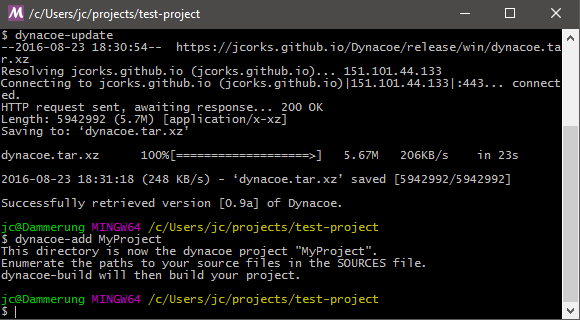 M /c/Users/jc/projects/test-project
$ dynacoe-update
--2016-08-23 18:30:54-- https://jcorks.github.io/Dynacoe/release/win/dynacoe.ta
r.xz
Resolving jcorks.github.io (jcorks.github.io)... 151.101.44.133
Connecting to jcorks.github.io (jcorks.github.io)|151.101.44.133|:443... connect
ed.
HTTP request sent, awaiting response... 200 OK
Length: 5942992 (5.7M) [application/x-xz]
Saving to: ‘dynacoe.tar.xz’
dynacoe.tar.xz 100%[===================>] 5.67M 206KB/s in 23s
2016-08-23 18:31:18 (248 KB/s) - ‘dynacoe.tar.xz’ saved [5942992/5942992]
Successfully retrieved version [0.9a] of Dynacoe.
jc@Dammerung MINGW64 /c/Users/jc/projects/test-project
$ dynacoe-add MyProject
This directory is now the dynacoe project "MyProject".
Enumerate the paths to your source files in the SOURCES file.
dynacoe-build will then build your project.
jc@Dammerung MINGW64 /c/Users/jc/projects/test-project
$